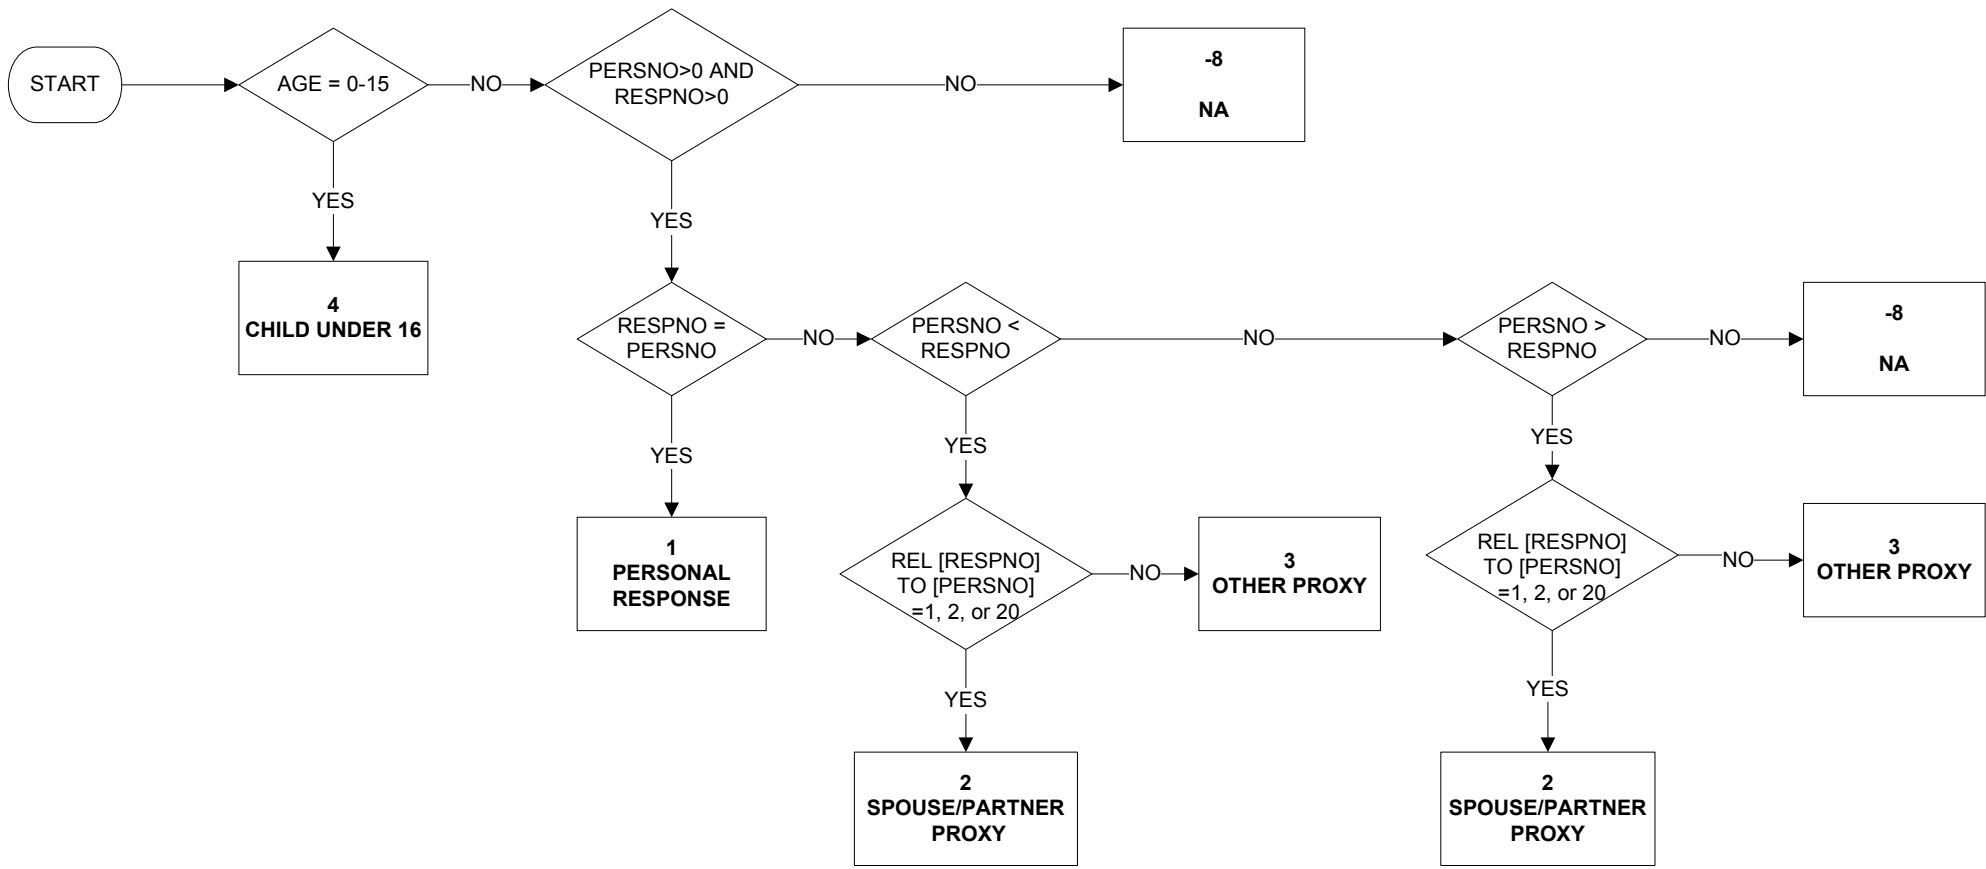 START
AGE = 0-15
NO
PERSNO>0 AND
RESPNO>0
NO
-8
NA
YES
4
CHILD UNDER 16
YES
RESPNO =
PERSNO
NO
PERSNO <
RESPNO
NO
PERSNO >
RESPNO
NO
-8
NA
YES
1
PERSONAL
RESPONSE
YES
REL [RESPNO]
TO [PERSNO]
=1, 2, or 20
NO
3
OTHER PROXY
YES
REL [RESPNO]
TO [PERSNO]
=1, 2, or 20
NO
3
OTHER PROXY
YES
2
SPOUSE/PARTNER
PROXY
YES
2
SPOUSE/PARTNER
PROXY